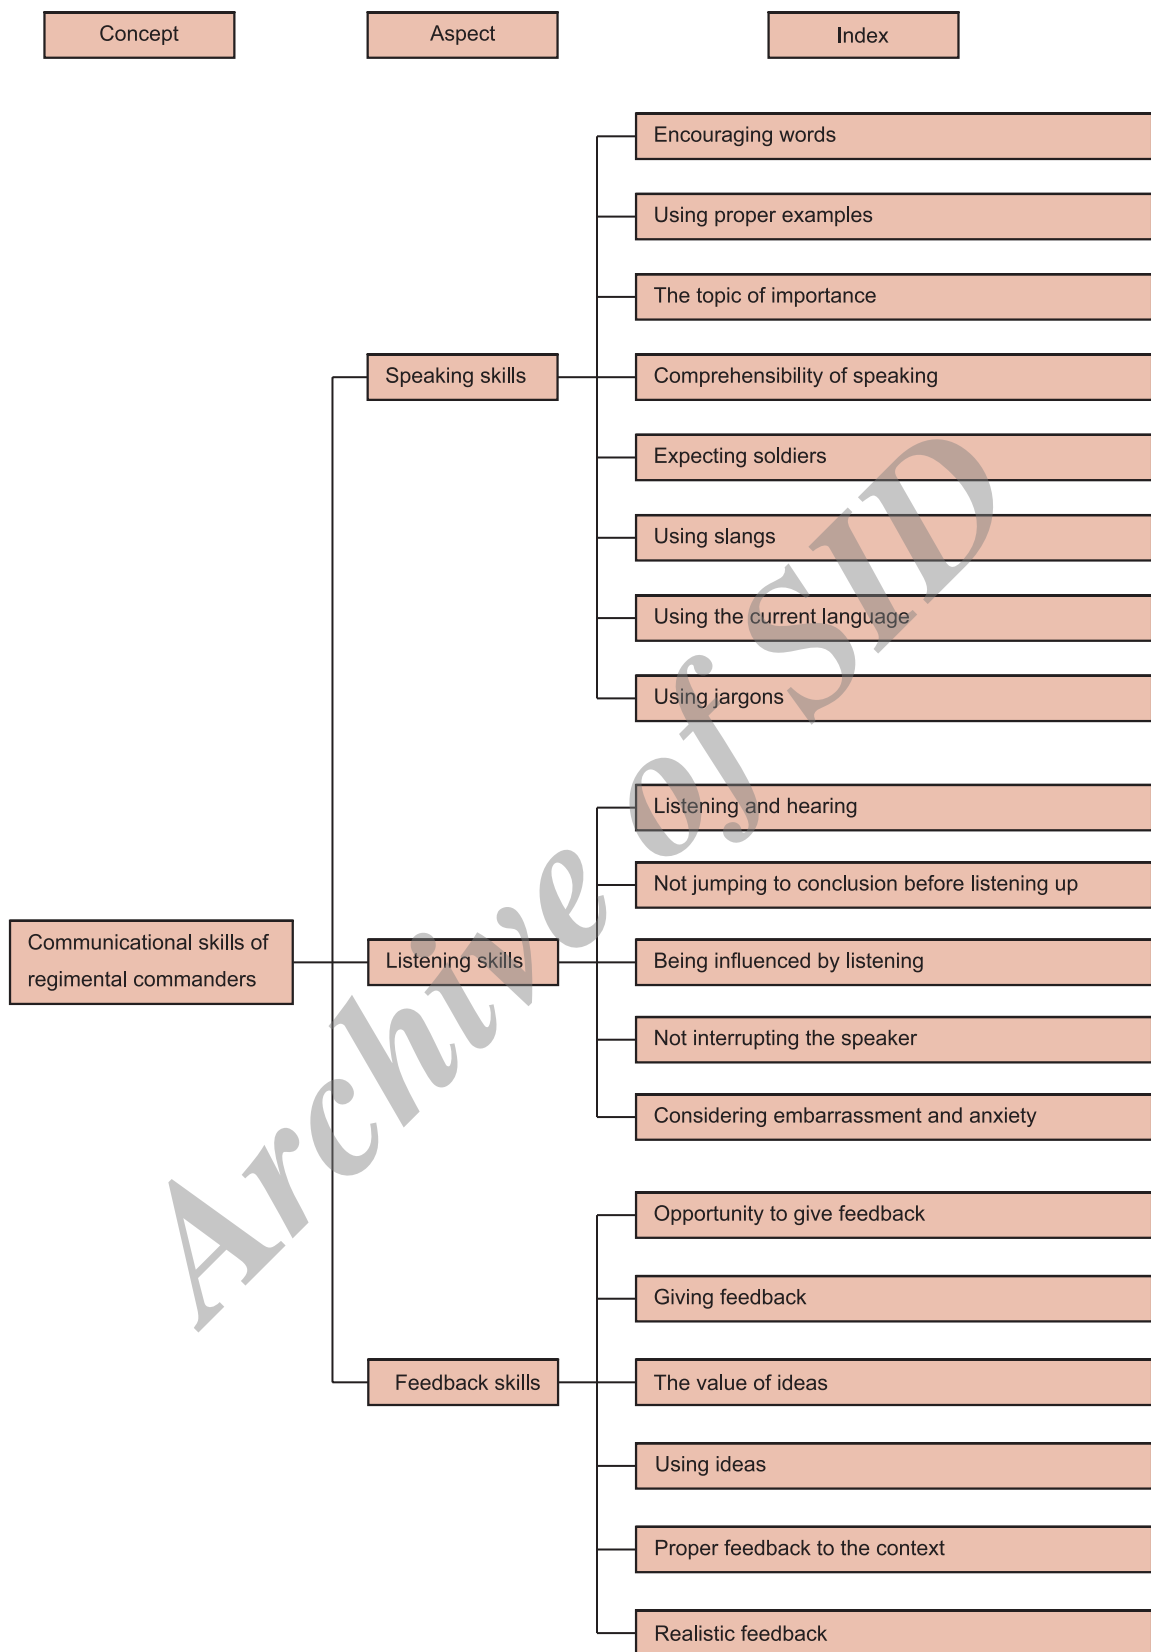 Concept
Aspect
Index
Encouraging words
Using proper examples
The topic of importance
Speaking skills
Comprehensibility of speaking
Expecting soldiers
Using slangs
Using the current language
Using jargons
Listening and hearing
Not jumping to conclusion before listening up
Communicational skills of
regimental commanders
Listening skills
Being influenced by listening
Not interrupting the speaker
Considering embarrassment and anxiety
Opportunity to give feedback
Giving feedback
Feedback skills
The value of ideas
Using ideas
Proper feedback to the context
Realistic feedback
Archive of SID